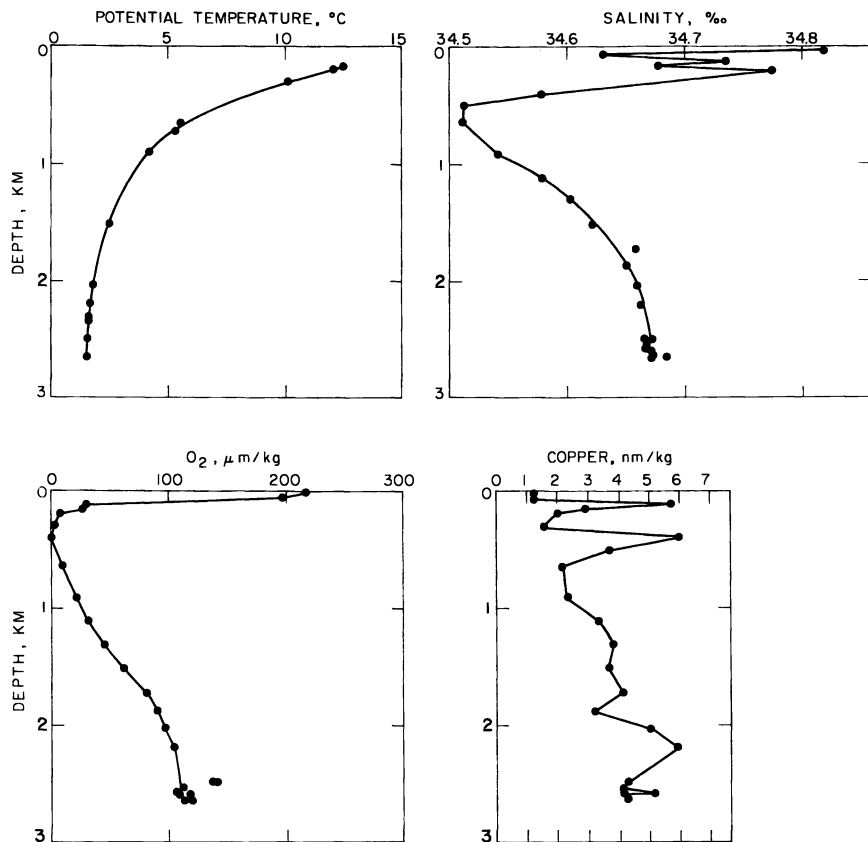 POTENTIAL TEMPERATURE, °C
0 5 10 15
0
1
2
3
DEPTH, KM
SALINITY, ‰
34.5 34.6 34.7 34.8
0
1
2
3
O2, μm/kg
0 100 200 300
0
1
2
3
DEPTH, KM
COPPER, nm/kg
0 1 2 3 4 5 6 7
0
1
2
3